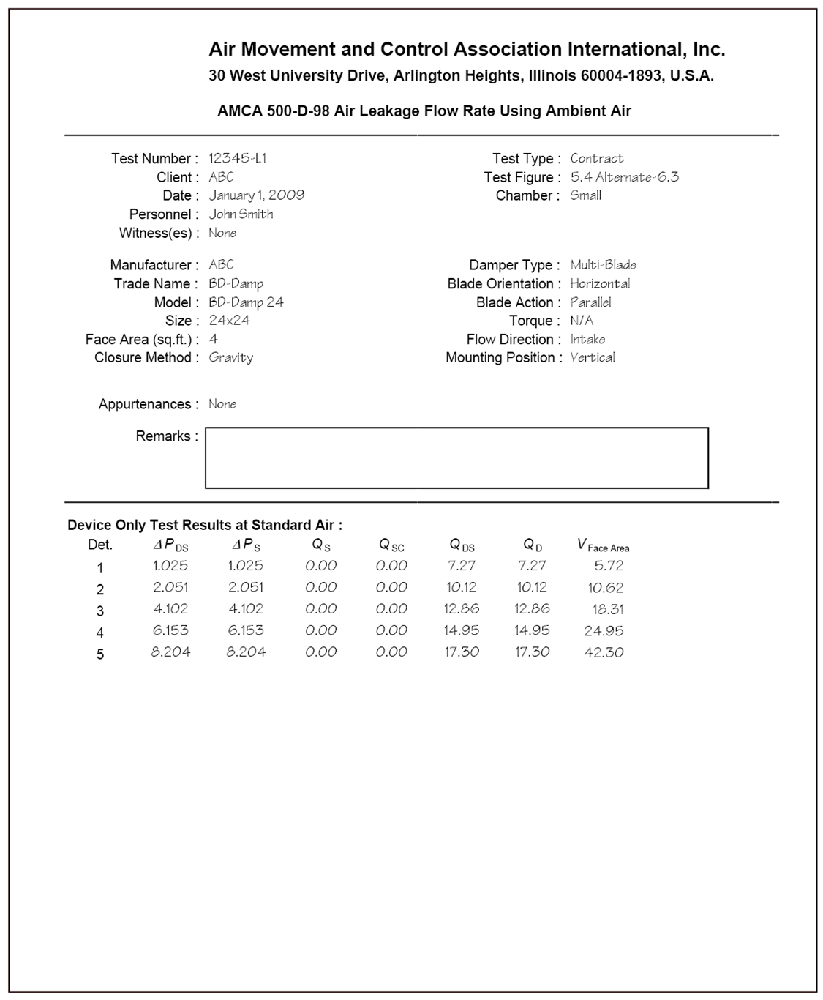 Air Movement and Control Association International, Inc.
30 West University Drive, Arlington Heights, Illinois 60004-1893, U.S.A.
AMCA 500-D-98 Air Leakage Flow Rate Using Ambient Air
Test Number : 12345-L1 Test Type : Contract
Client : ABC Test Figure : 5.4 Alternate-6.3
Date : January 1, 2009 Chamber : Small
Personnel : John Smith
Witness(es) : None
Manufacturer : ABC Damper Type : Multi-Blade
Trade Name : BD-Damp Blade Orientation : Horizontal
Model : BD-Damp 24 Blade Action : Parallel
Size : 24x24 Torque : N/A
Face Area (sq.ft.) : 4 Flow Direction : Intake
Closure Method : Gravity Mounting Position : Vertical
Appurtenances : None
Remarks :
Device Only Test Results at Standard Air :
Det. ΔP DS ΔP S Q S Q SC Q DS Q D V Face Area
1 1.025 1.025 0.00 0.00 7.27 7.27 5.72
2 2.051 2.051 0.00 0.00 10.12 10.12 10.62
3 4.102 4.102 0.00 0.00 12.86 12.86 18.31
4 6.153 6.153 0.00 0.00 14.95 14.95 24.95
5 8.204 8.204 0.00 0.00 17.30 17.30 42.30